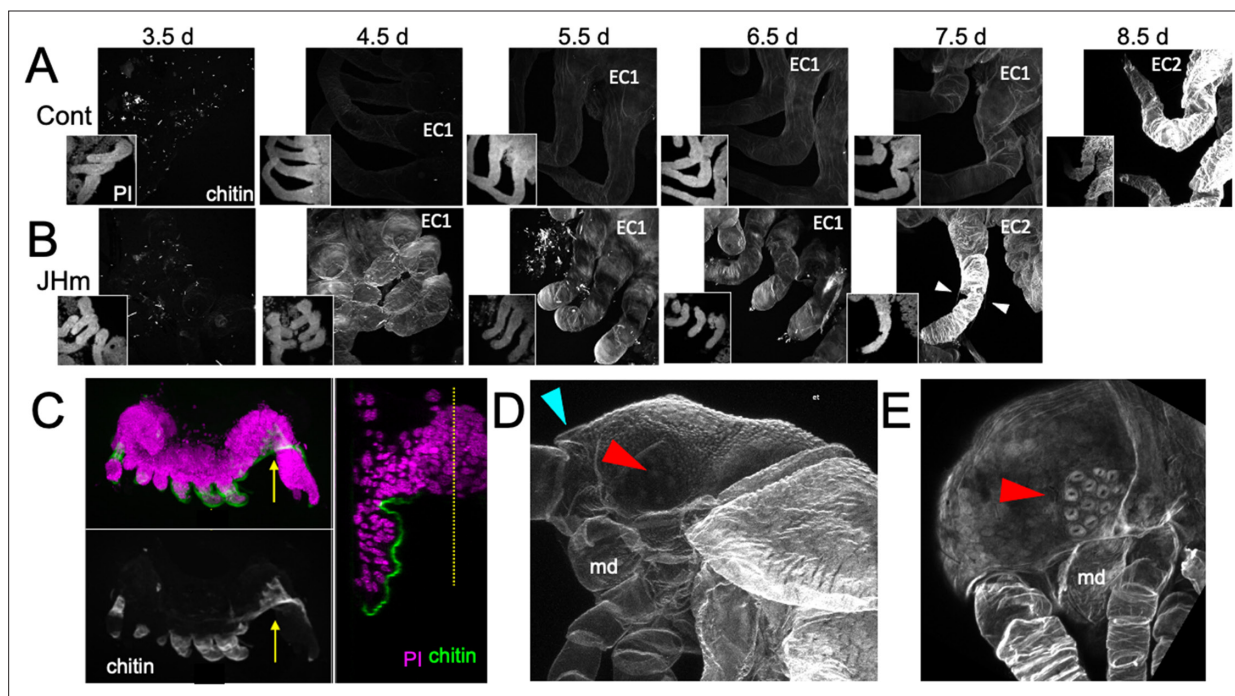 3.5 d 4.5 d 5.5 d 6.5 d 7.5 d 8.5 d
A
Cont
PI
chitin
EC1
EC1
EC1
EC1
EC2
B
JHm
EC1
EC1
EC1
EC2
C
chitin
PI chitin
D
et
md
E
md